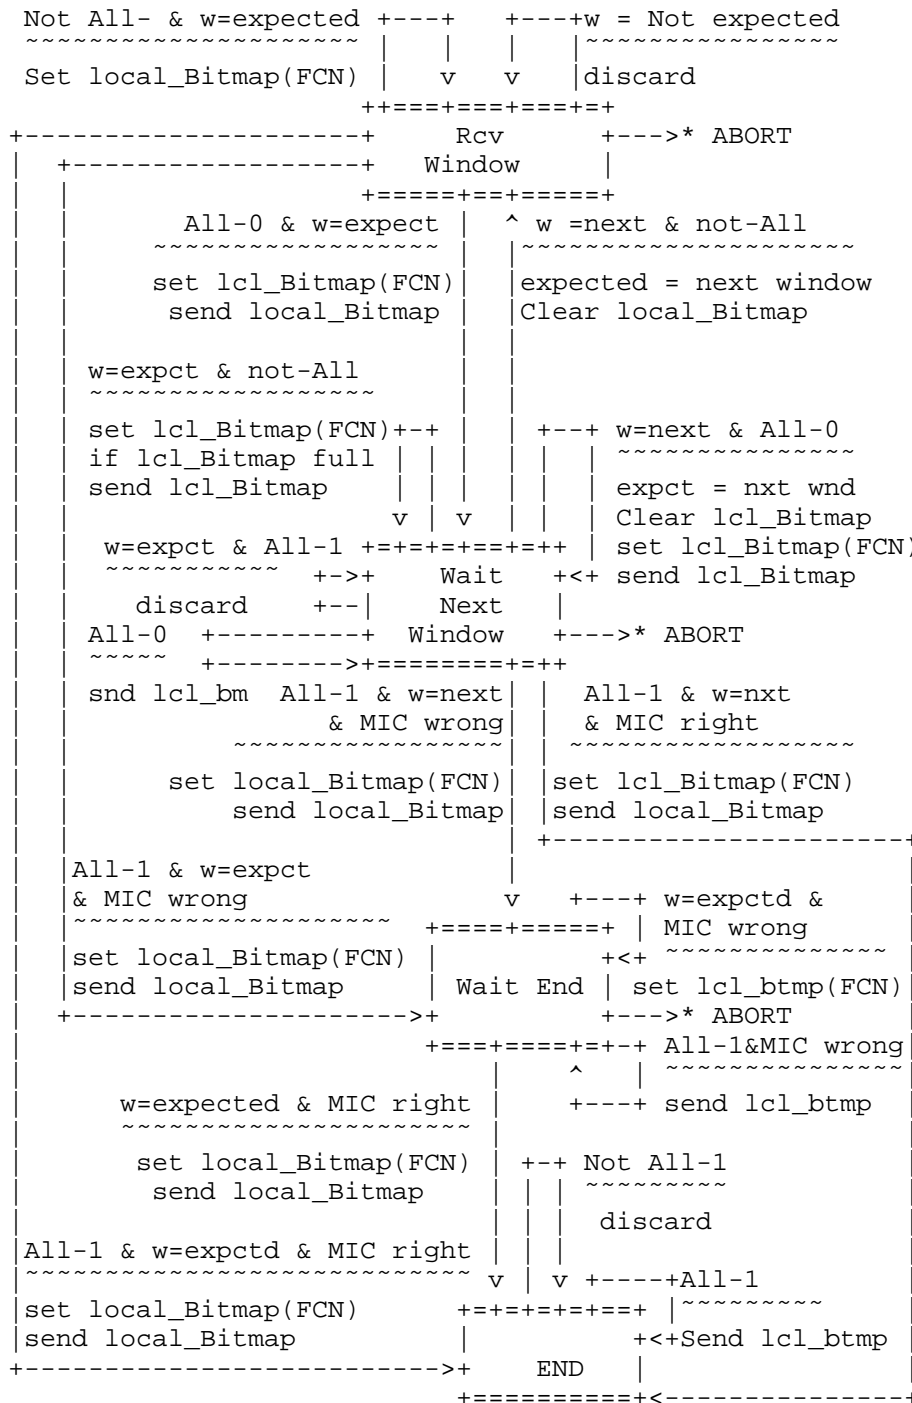 Not All- & w=expected +---+   +---+w = Not expected
~~~~~~~~~~~~~~~~~~~~~ |   |   |   |~~~~~~~~~~~~~~~~
Set local_Bitmap(FCN) |   v   v   |discard
                     ++===+===+===+=+
+---------------------+     Rcv      +--->* ABORT
|  +------------------+   Window     |
|  |                  +=====+==+=====+
|  |       All-0 & w=expect |  ^ w =next & not-All
|  |     ~~~~~~~~~~~~~~~~~~ |  |~~~~~~~~~~~~~~~~~~~~~
|  |     set lcl_Bitmap(FCN)|  |expected = next window
|  |      send local_Bitmap |  |Clear local_Bitmap
|  |                        |  |
|  | w=expct & not-All      |  |
|  | ~~~~~~~~~~~~~~~~~~     |  |
|  | set lcl_Bitmap(FCN)+-+ |  | +--+ w=next & All-0
|  | if lcl_Bitmap full | | |  | |  | ~~~~~~~~~~~~~~~
|  | send lcl_Bitmap    | | |  | |  | expct = nxt wnd
|  |                    v | v  | |  | Clear lcl_Bitmap
|  |  w=expct & All-1 +=+=+=+==+=++ | set lcl_Bitmap(FCN)
|  |  ~~~~~~~~~~~  +->+    Wait   +<+ send lcl_Bitmap
|  |    discard    +--|    Next   |
|  | All-0  +---------+  Window   +--->* ABORT
|  | ~~~~~  +-------->+========+=++
|  | snd lcl_bm  All-1 & w=next| |  All-1 & w=nxt
|  |                & MIC wrong| |  & MIC right
|  |          ~~~~~~~~~~~~~~~~~| | ~~~~~~~~~~~~~~~~~~
|  |      set local_Bitmap(FCN)| |set lcl_Bitmap(FCN)
|  |          send local_Bitmap| |send local_Bitmap
|  |                           | +----------------------+
|  |All-1 & w=expct            |                        |
|  |& MIC wrong                v   +---+ w=expctd &     |
|  |~~~~~~~~~~~~~~~~~~~~  +====+=====+ | MIC wrong      |
|  |set local_Bitmap(FCN) |          +<+ ~~~~~~~~~~~~~~ |
|  |send local_Bitmap     | Wait End | set lcl_btmp(FCN)|
|  +--------------------->+          +--->* ABORT       |
|                         +===+====+=+-+ All-1&MIC wrong|
|                             |    ^   | ~~~~~~~~~~~~~~~|
|      w=expected & MIC right |    +---+ send lcl_btmp  |
|      ~~~~~~~~~~~~~~~~~~~~~~ |                         |
|       set local_Bitmap(FCN) | +-+ Not All-1           |
|        send local_Bitmap    | | | ~~~~~~~~~           |
|                             | | |  discard            |
|All-1 & w=expctd & MIC right | | |                     |
|~~~~~~~~~~~~~~~~~~~~~~~~~~~~ v | v +----+All-1         |
|set local_Bitmap(FCN)      +=+=+=+=+==+ |~~~~~~~~~     |
|send local_Bitmap          |          +<+Send lcl_btmp |
+-------------------------->+    END   |                |
                            +==========+<---------------+